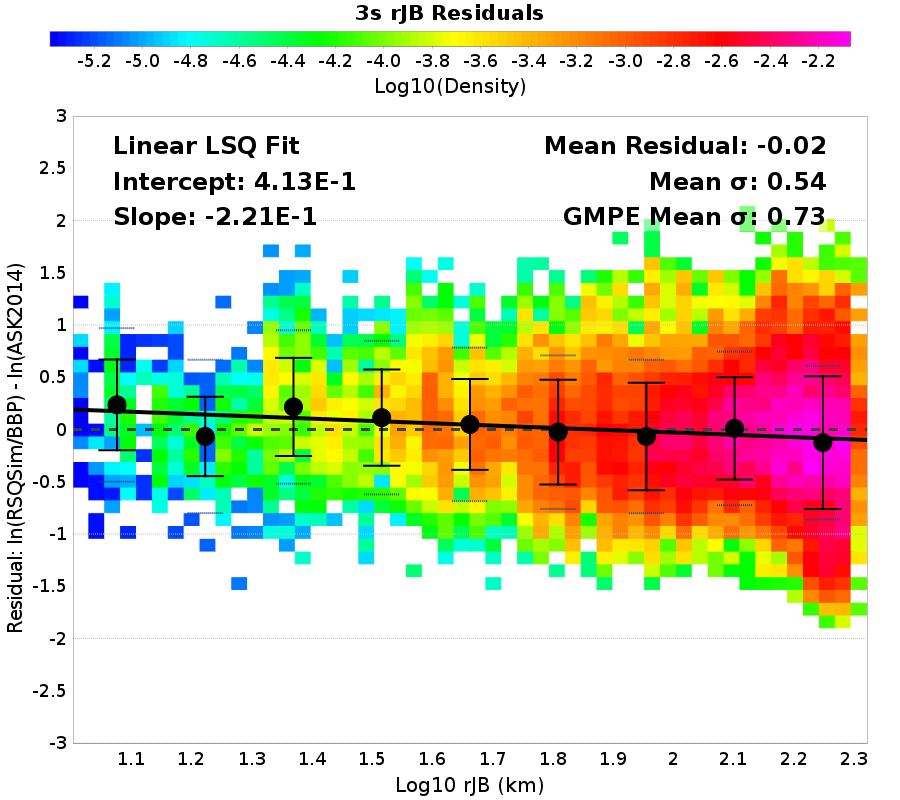 3s rJB Residuals
-5.2 -5.0 -4.8 -4.6 -4.4 -4.2 -4.0 -3.8 -3.6 -3.4 -3.2 -3.0 -2.8 -2.6 -2.4 -2.2
Log10(Density)
Linear LSQ Fit
Intercept: 4.13E-1
Slope: -2.21E-1
Mean Residual: -0.02
Mean σ: 0.54
GMPE Mean σ: 0.73
Residual: ln(RSQSim/BBP) - ln(ASK2014)
3
2.5
2
1.5
1
0.5
0
-0.5
-1
-1.5
-2
-2.5
-3
1.1 1.2 1.3 1.4 1.5 1.6 1.7 1.8 1.9 2 2.1 2.2 2.3
Log10 rJB (km)